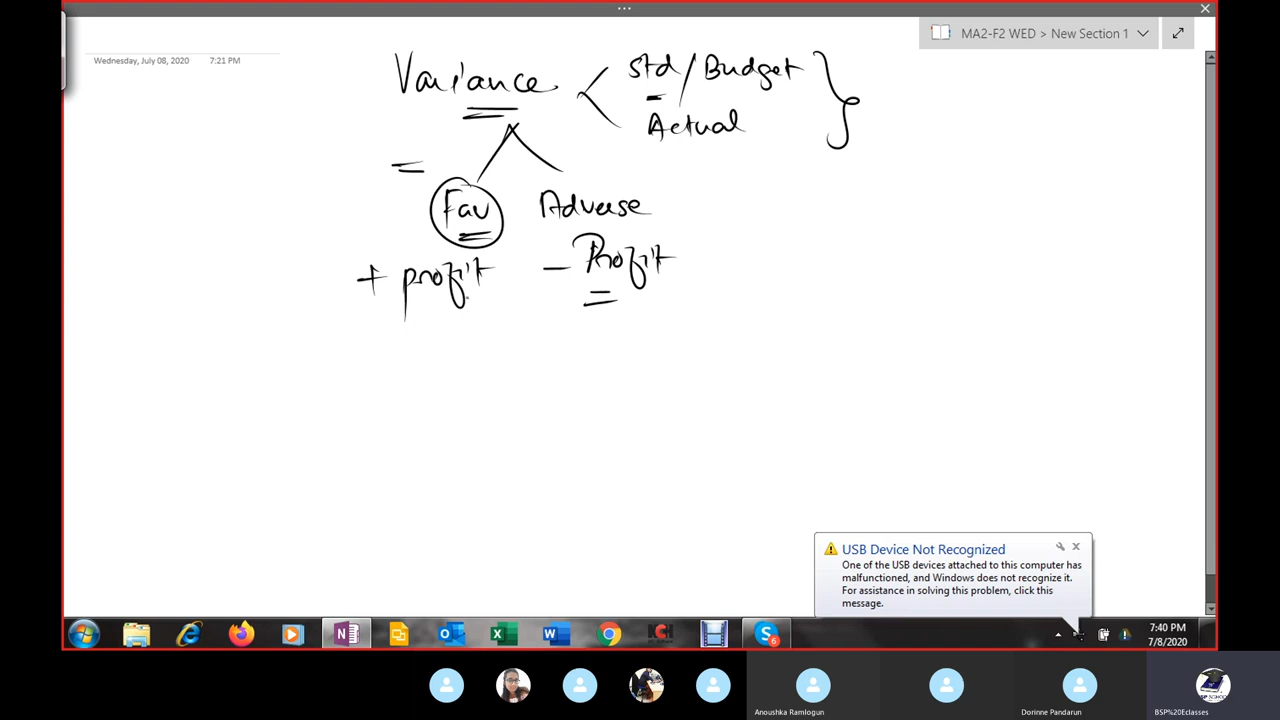 MA2-F2 WED > New Section 1
Wednesday, July 08, 2020 7:21 PM
Variance
std/Budget
Actual
Fav Adverse
+ profit - Profit
USB Device Not Recognized
One of the USB devices attached to this computer has
malfunctioned, and Windows does not recognize it.
For assistance in solving this problem, click this
message.
7:40 PM
7/8/2020
Anoushka Ramlogun
Dorinne Pandarun
BSP%20Eclasses